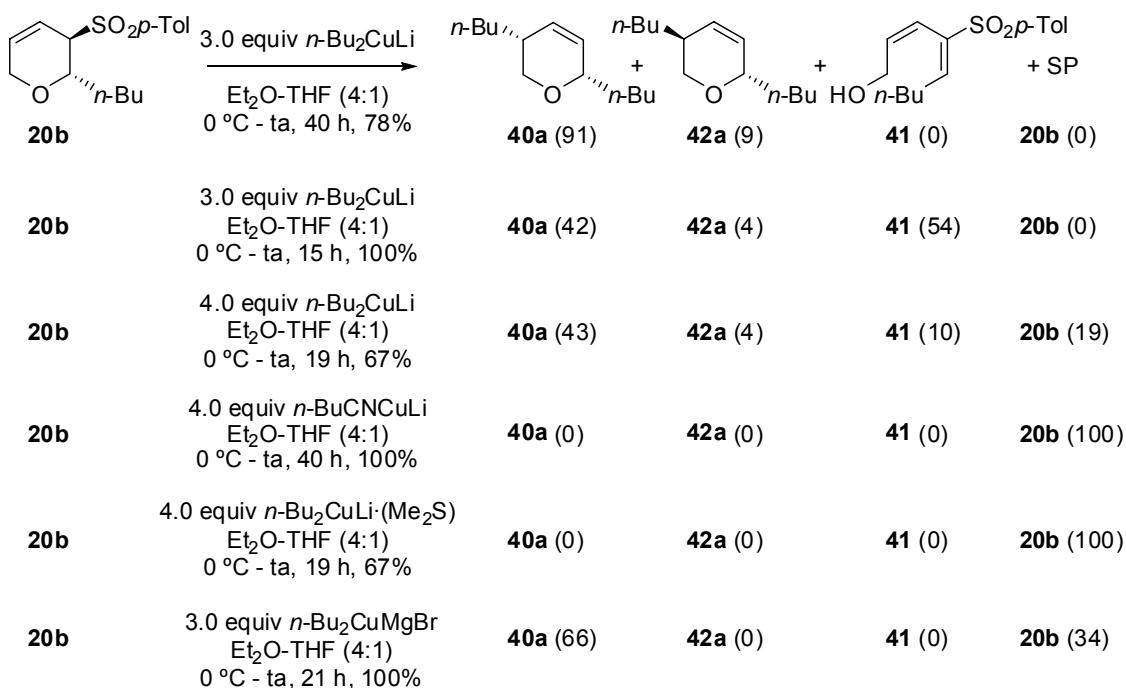 SO2p-Tol
O
n-Bu
20b
3.0 equiv n-Bu2CuLi
Et2O-THF (4:1)
0 ºC - ta, 40 h, 78%
n-Bu
O
n-Bu
40a (91)
+
n-Bu
O
n-Bu
42a (9)
+
SO2p-Tol
HO n-Bu
41 (0)
+ SP
20b (0)
20b
3.0 equiv n-Bu2CuLi
Et2O-THF (4:1)
0 ºC - ta, 15 h, 100%
40a (42) 42a (4) 41 (54) 20b (0)
20b
4.0 equiv n-Bu2CuLi
Et2O-THF (4:1)
0 ºC - ta, 19 h, 67%
40a (43) 42a (4) 41 (10) 20b (19)
20b
4.0 equiv n-BuCNCuLi
Et2O-THF (4:1)
0 ºC - ta, 40 h, 100%
40a (0) 42a (0) 41 (0) 20b (100)
20b
4.0 equiv n-Bu2CuLi·(Me2S)
Et2O-THF (4:1)
0 ºC - ta, 19 h, 67%
40a (0) 42a (0) 41 (0) 20b (100)
20b
3.0 equiv n-Bu2CuMgBr
Et2O-THF (4:1)
0 ºC - ta, 21 h, 100%
40a (66) 42a (0) 41 (0) 20b (34)